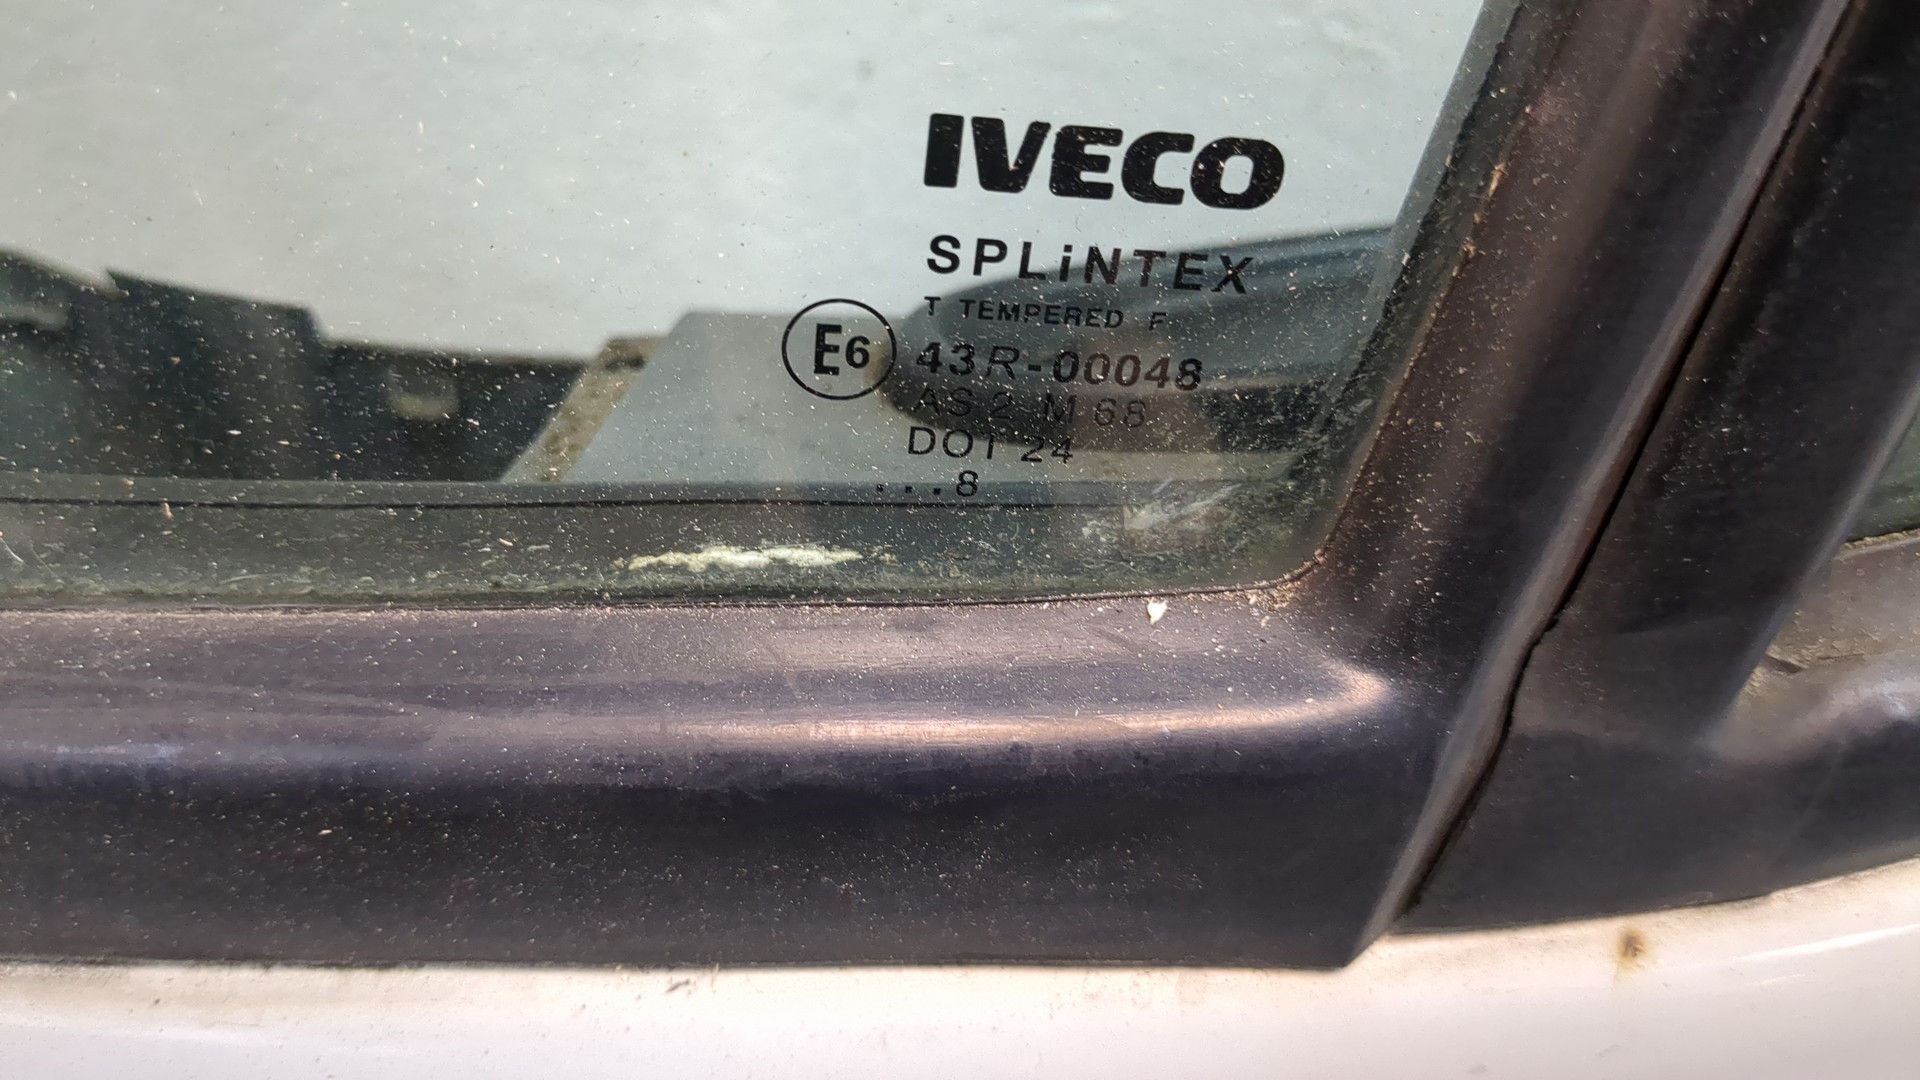 IVECO
SPLiNTEX
T TEMPERED F
E6 43R-00048
AS 2 M 68
DOT 24
...8